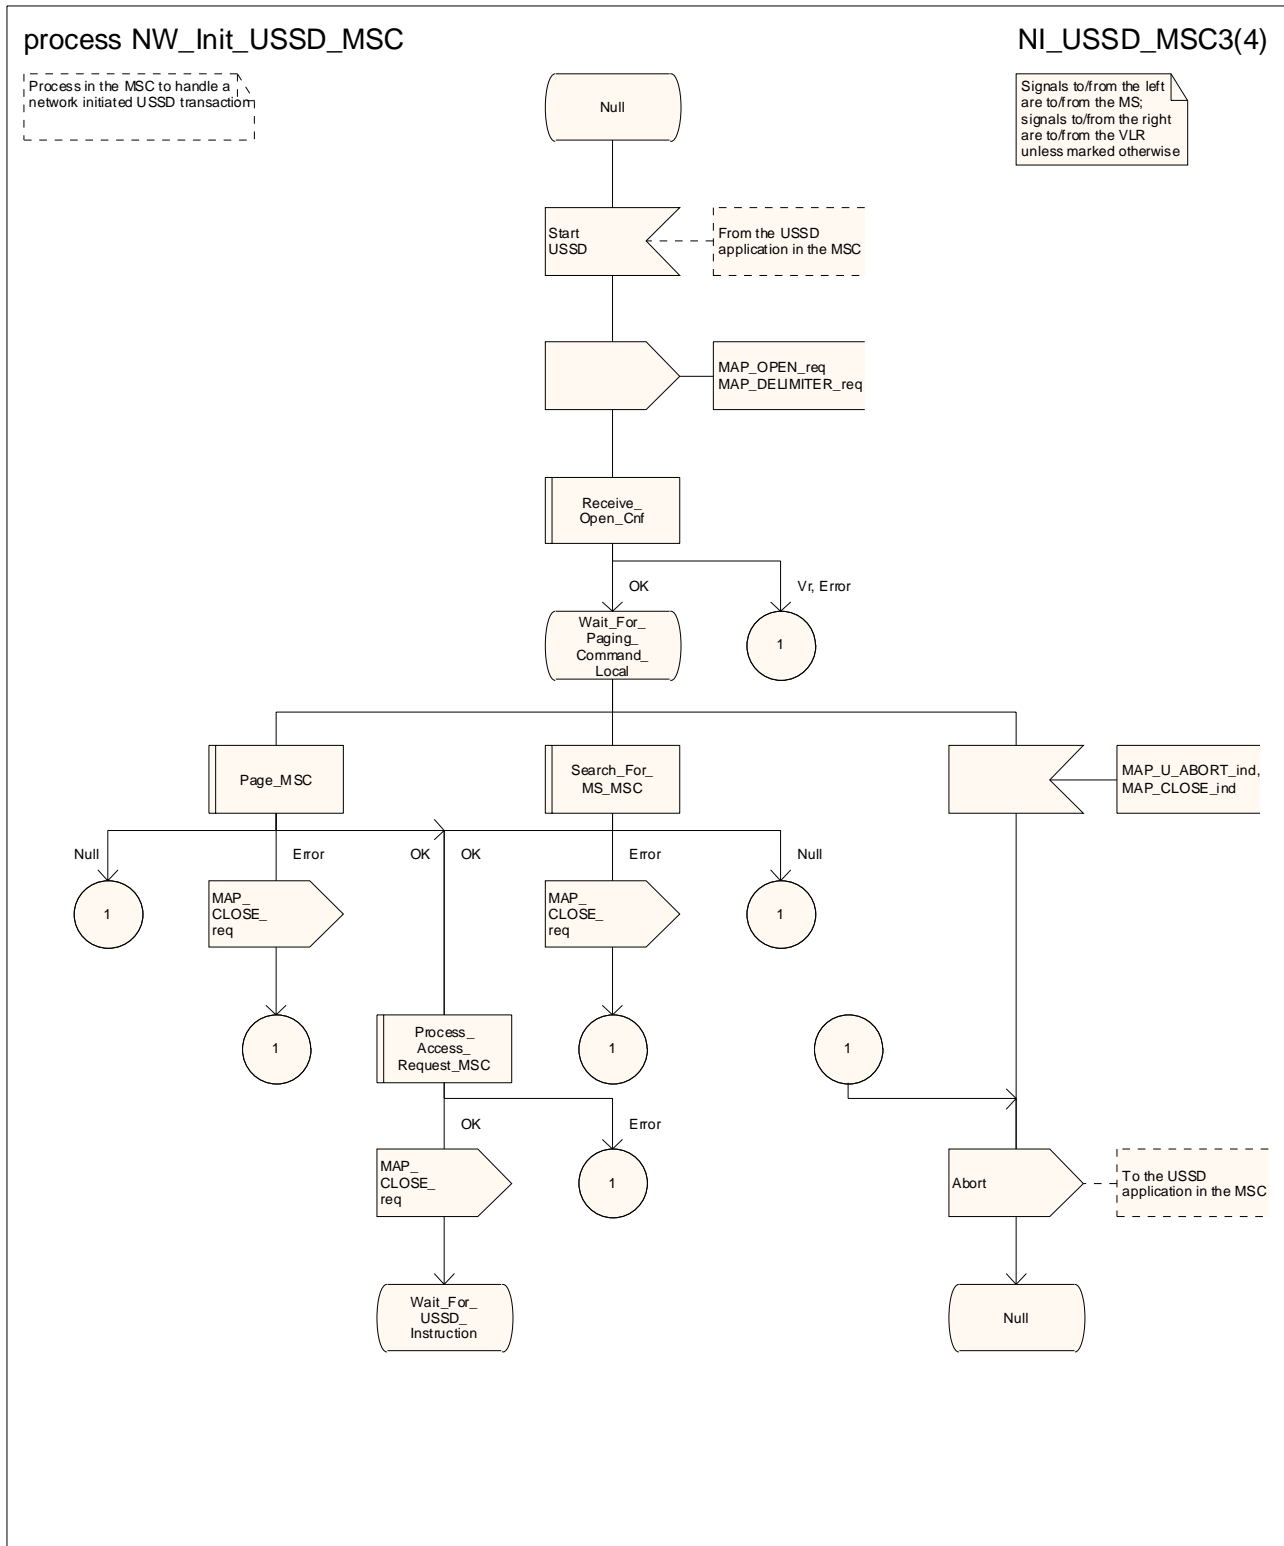 process NW_Init_USSD_MSC
NI_USSD_MSC3(4)
Process in the MSC to handle a
network initiated USSD transaction
Signals to/from the left
are to/from the MS;
signals to/from the right
are to/from the VLR
unless marked otherwise
Null
Start
USSD
From the USSD
application in the MSC
MAP_OPEN_req
MAP_DELIMITER_req
Receive_
Open_Cnf
OK
Vr, Error
Wait_For_
Paging_
Command_
Local
1
Page_MSC
Search_For_
MS_MSC
MAP_U_ABORT_ind,
MAP_CLOSE_ind
Null
Error
OK
OK
Error
Null
1
MAP_
CLOSE_
req
MAP_
CLOSE_
req
1
1
Process_
Access_
Request_MSC
1
1
OK
Error
MAP_
CLOSE_
req
1
Abort
To the USSD
application in the MSC
Wait_For_
USSD_
Instruction
Null